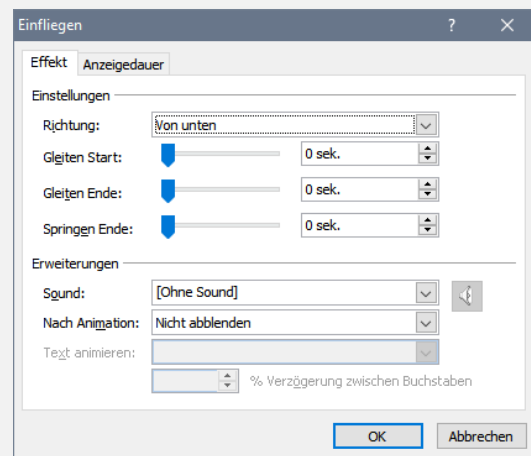 Einfliegen ?
Effekt Anzeigedauer
Einstellungen
Richtung: Von unten
Gleiten Start: 0 sek.
Gleiten Ende: 0 sek.
Springen Ende: 0 sek.
Erweiterungen
Sound: [Ohne Sound]
Nach Animation: Nicht abblenden
Text animieren:
% Verzögerung zwischen Buchstaben
OK Abbrechen